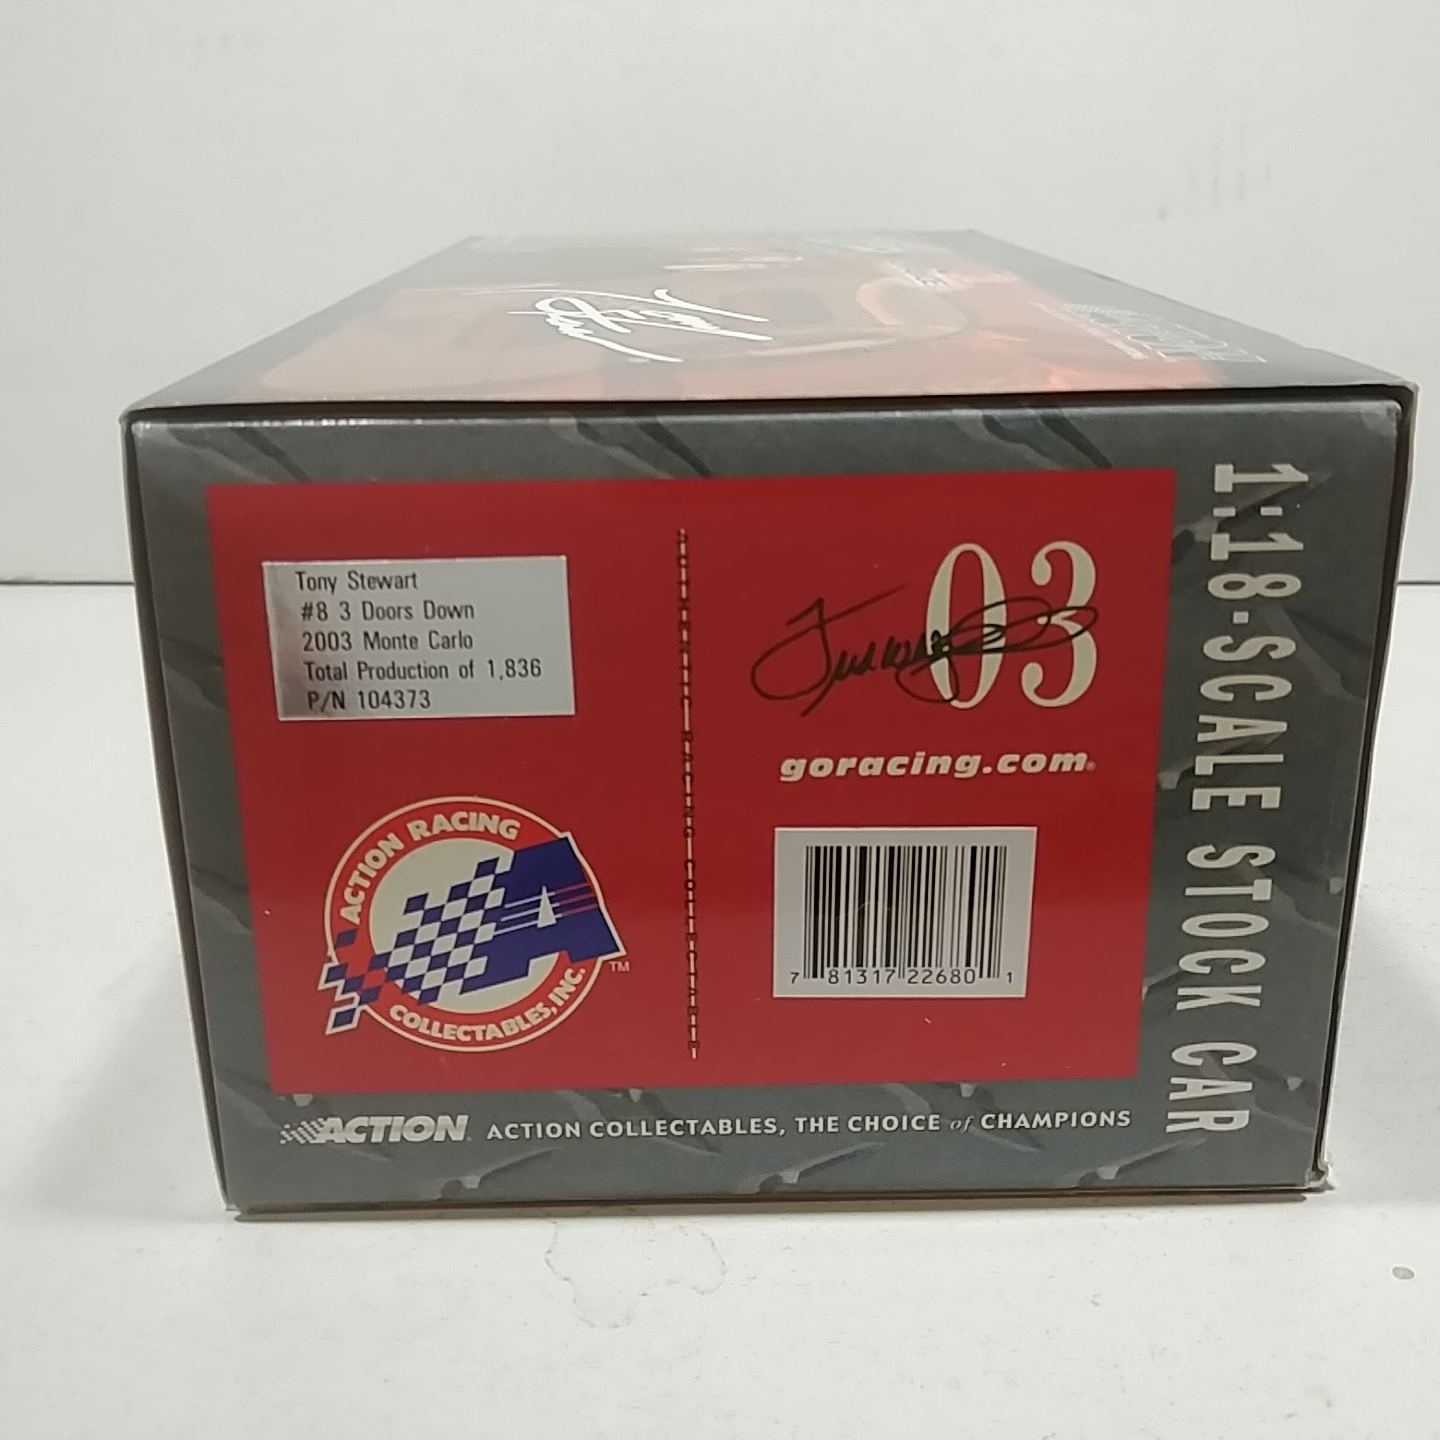 Tony Stewart
#8 3 Doors Down
2003 Monte Carlo
Total Production of 1,836
P/N 104373
ACTION RACING
COLLECTABLES, INC.
TM
03
goracing.com®
7 81317 22680 1
1:18-SCALE STOCK CAR
ACTION
ACTION COLLECTABLES, THE CHOICE of CHAMPIONS